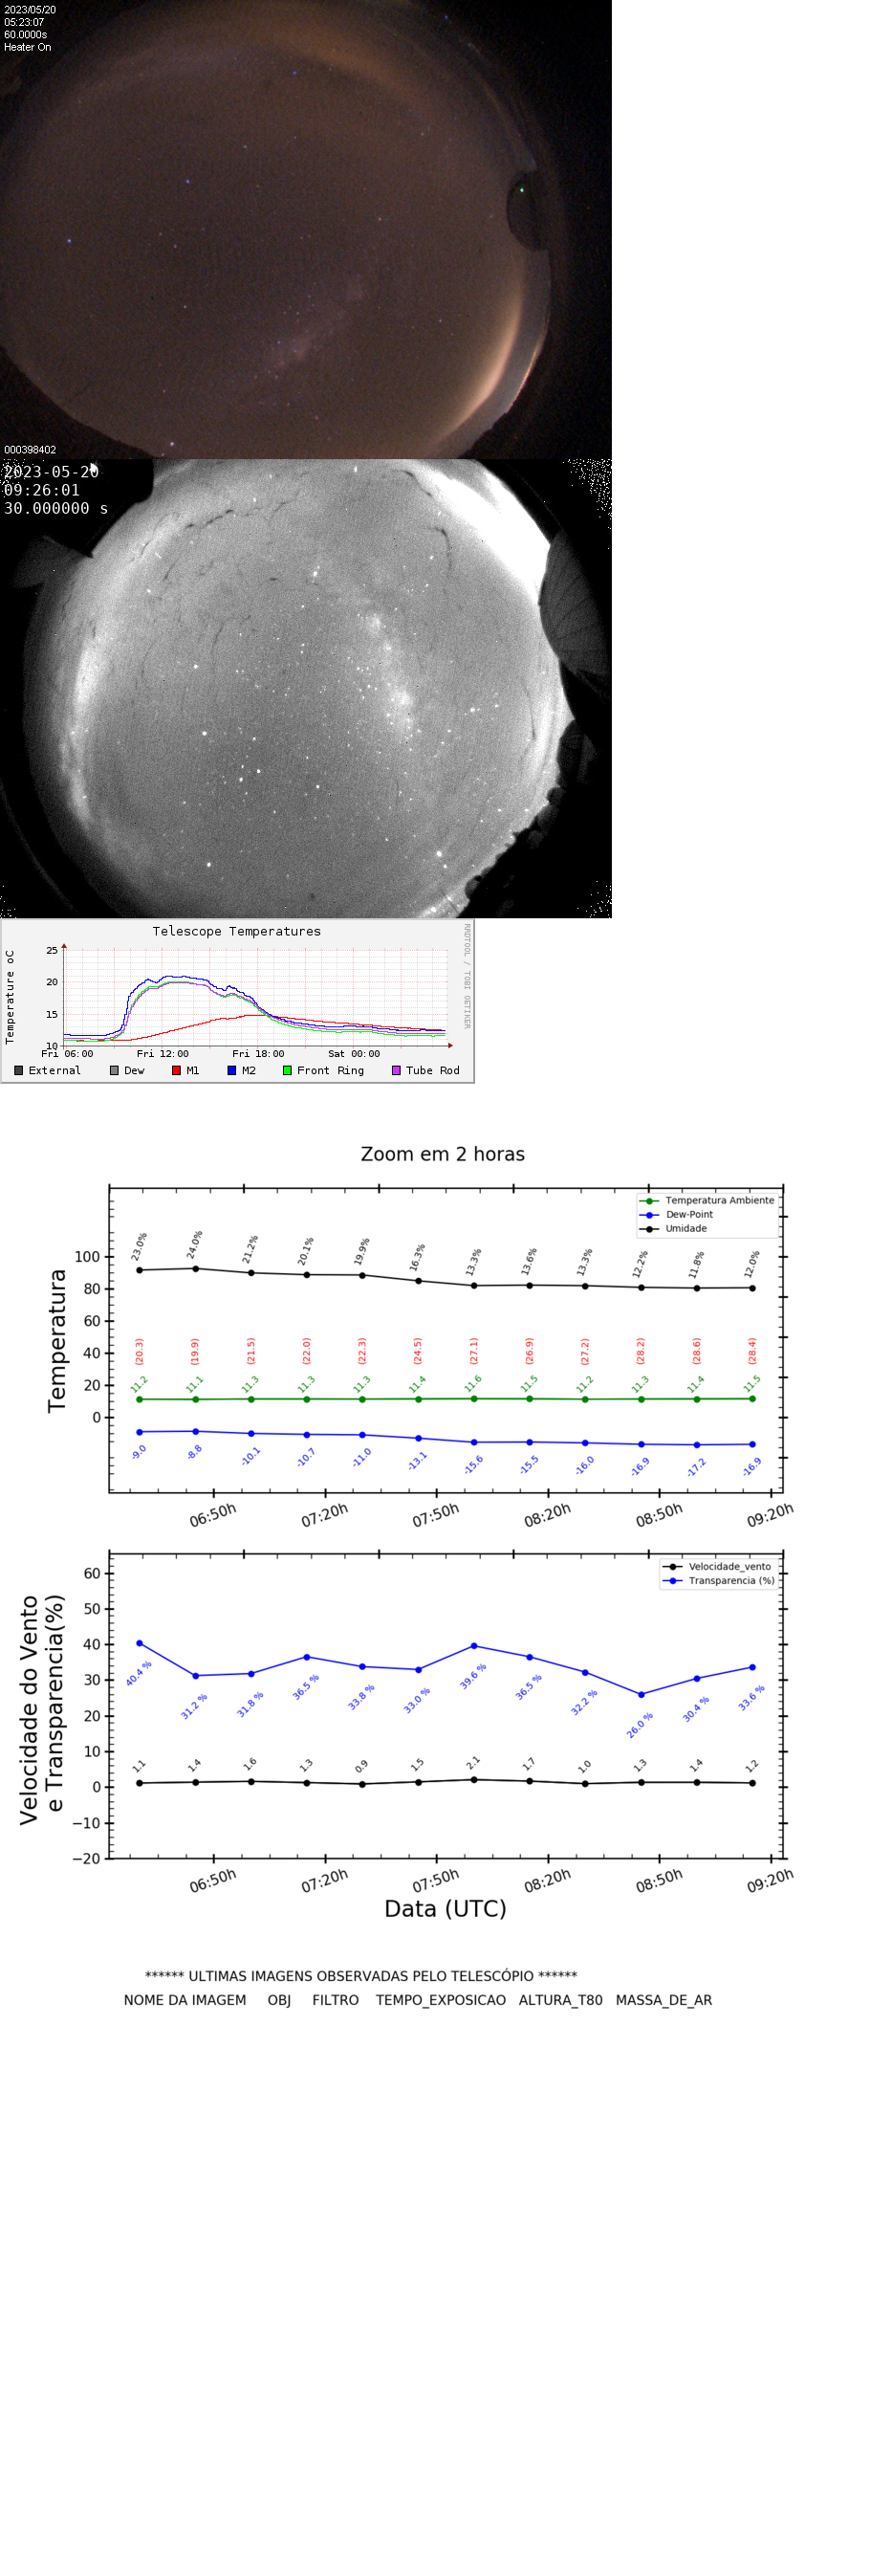 2023/05/20
05:23:07
60.0000s
Heater On
000398402
2023-05-20
09:26:01
30.000000 s
Telescope Temperatures
RRDTOOL / TOBI OETIKER
Temperature oC
25
20
15
10
Fri 06:00 Fri 12:00 Fri 18:00 Sat 00:00
External Dew M1 M2 Front Ring Tube Rod
Zoom em 2 horas
Temperatura Ambiente
Dew-Point
Umidade
Temperatura
100
80
60
40
20
0
23.0% 24.0% 21.2% 20.1% 19.9% 16.3% 13.3% 13.6% 13.3% 12.2% 11.8% 12.0%
(20.3) (19.9) (21.5) (22.0) (22.3) (24.5) (27.1) (26.9) (27.2) (28.2) (28.6) (28.4)
11.2 11.1 11.3 11.3 11.3 11.4 11.6 11.5 11.2 11.3 11.4 11.5
-9.0 -8.8 -10.1 -10.7 -11.0 -13.1 -15.6 -15.5 -16.0 -16.9 -17.2 -16.9
06:50h 07:20h 07:50h 08:20h 08:50h 09:20h
Velocidade_vento
Transparencia (%)
Velocidade do Vento
e Transparencia(%)
60
50
40
30
20
10
0
−10
−20
40.4 % 31.2 % 31.8 % 36.5 % 33.8 % 33.0 % 39.6 % 36.5 % 32.2 % 26.0 % 30.4 % 33.6 %
1.1 1.4 1.6 1.3 0.9 1.5 2.1 1.7 1.0 1.3 1.4 1.2
06:50h 07:20h 07:50h 08:20h 08:50h 09:20h
Data (UTC)
****** ULTIMAS IMAGENS OBSERVADAS PELO TELESCÓPIO ******
NOME DA IMAGEM OBJ FILTRO TEMPO_EXPOSICAO ALTURA_T80 MASSA_DE_AR